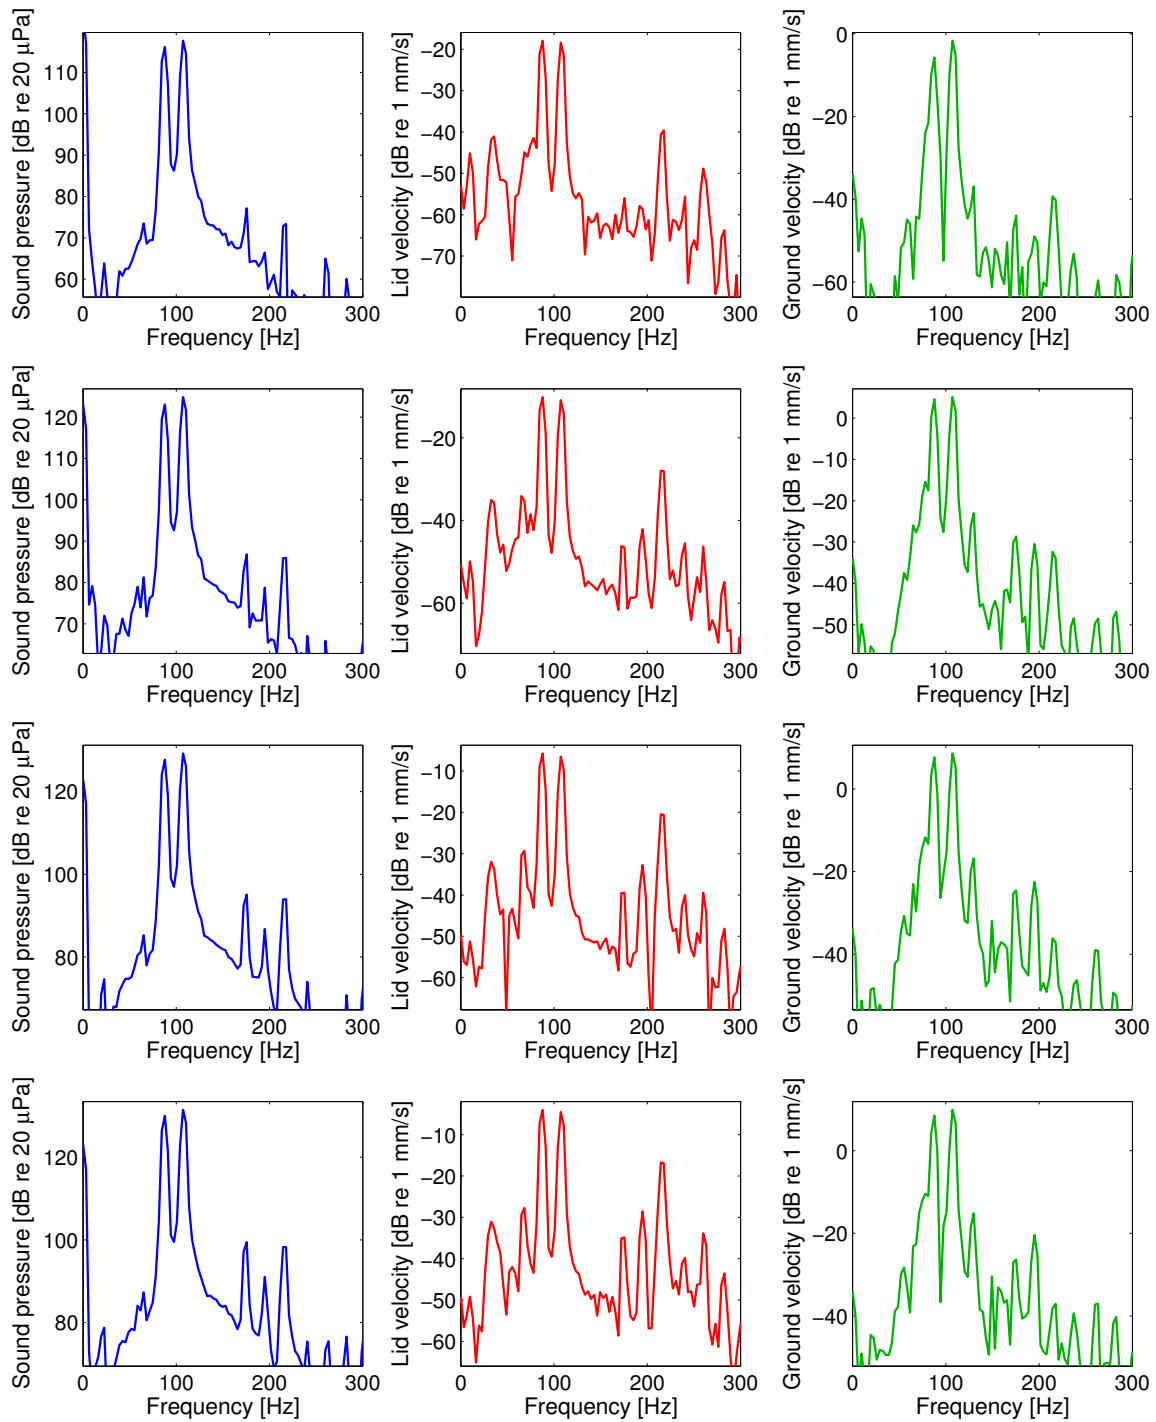 Sound pressure [dB re 20 μPa]
110
100
90
80
70
60
0 100 200 300
Frequency [Hz]
Lid velocity [dB re 1 mm/s]
−20
−30
−40
−50
−60
−70
0 100 200 300
Frequency [Hz]
Ground velocity [dB re 1 mm/s]
0
−20
−40
−60
0 100 200 300
Frequency [Hz]
Sound pressure [dB re 20 μPa]
120
110
100
90
80
70
0 100 200 300
Frequency [Hz]
Lid velocity [dB re 1 mm/s]
−20
−40
−60
0 100 200 300
Frequency [Hz]
Ground velocity [dB re 1 mm/s]
0
−10
−20
−30
−40
−50
0 100 200 300
Frequency [Hz]
Sound pressure [dB re 20 μPa]
120
100
80
0 100 200 300
Frequency [Hz]
Lid velocity [dB re 1 mm/s]
−10
−20
−30
−40
−50
−60
0 100 200 300
Frequency [Hz]
Ground velocity [dB re 1 mm/s]
0
−20
−40
0 100 200 300
Frequency [Hz]
Sound pressure [dB re 20 μPa]
120
100
80
0 100 200 300
Frequency [Hz]
Lid velocity [dB re 1 mm/s]
−10
−20
−30
−40
−50
−60
0 100 200 300
Frequency [Hz]
Ground velocity [dB re 1 mm/s]
0
−20
−40
0 100 200 300
Frequency [Hz]